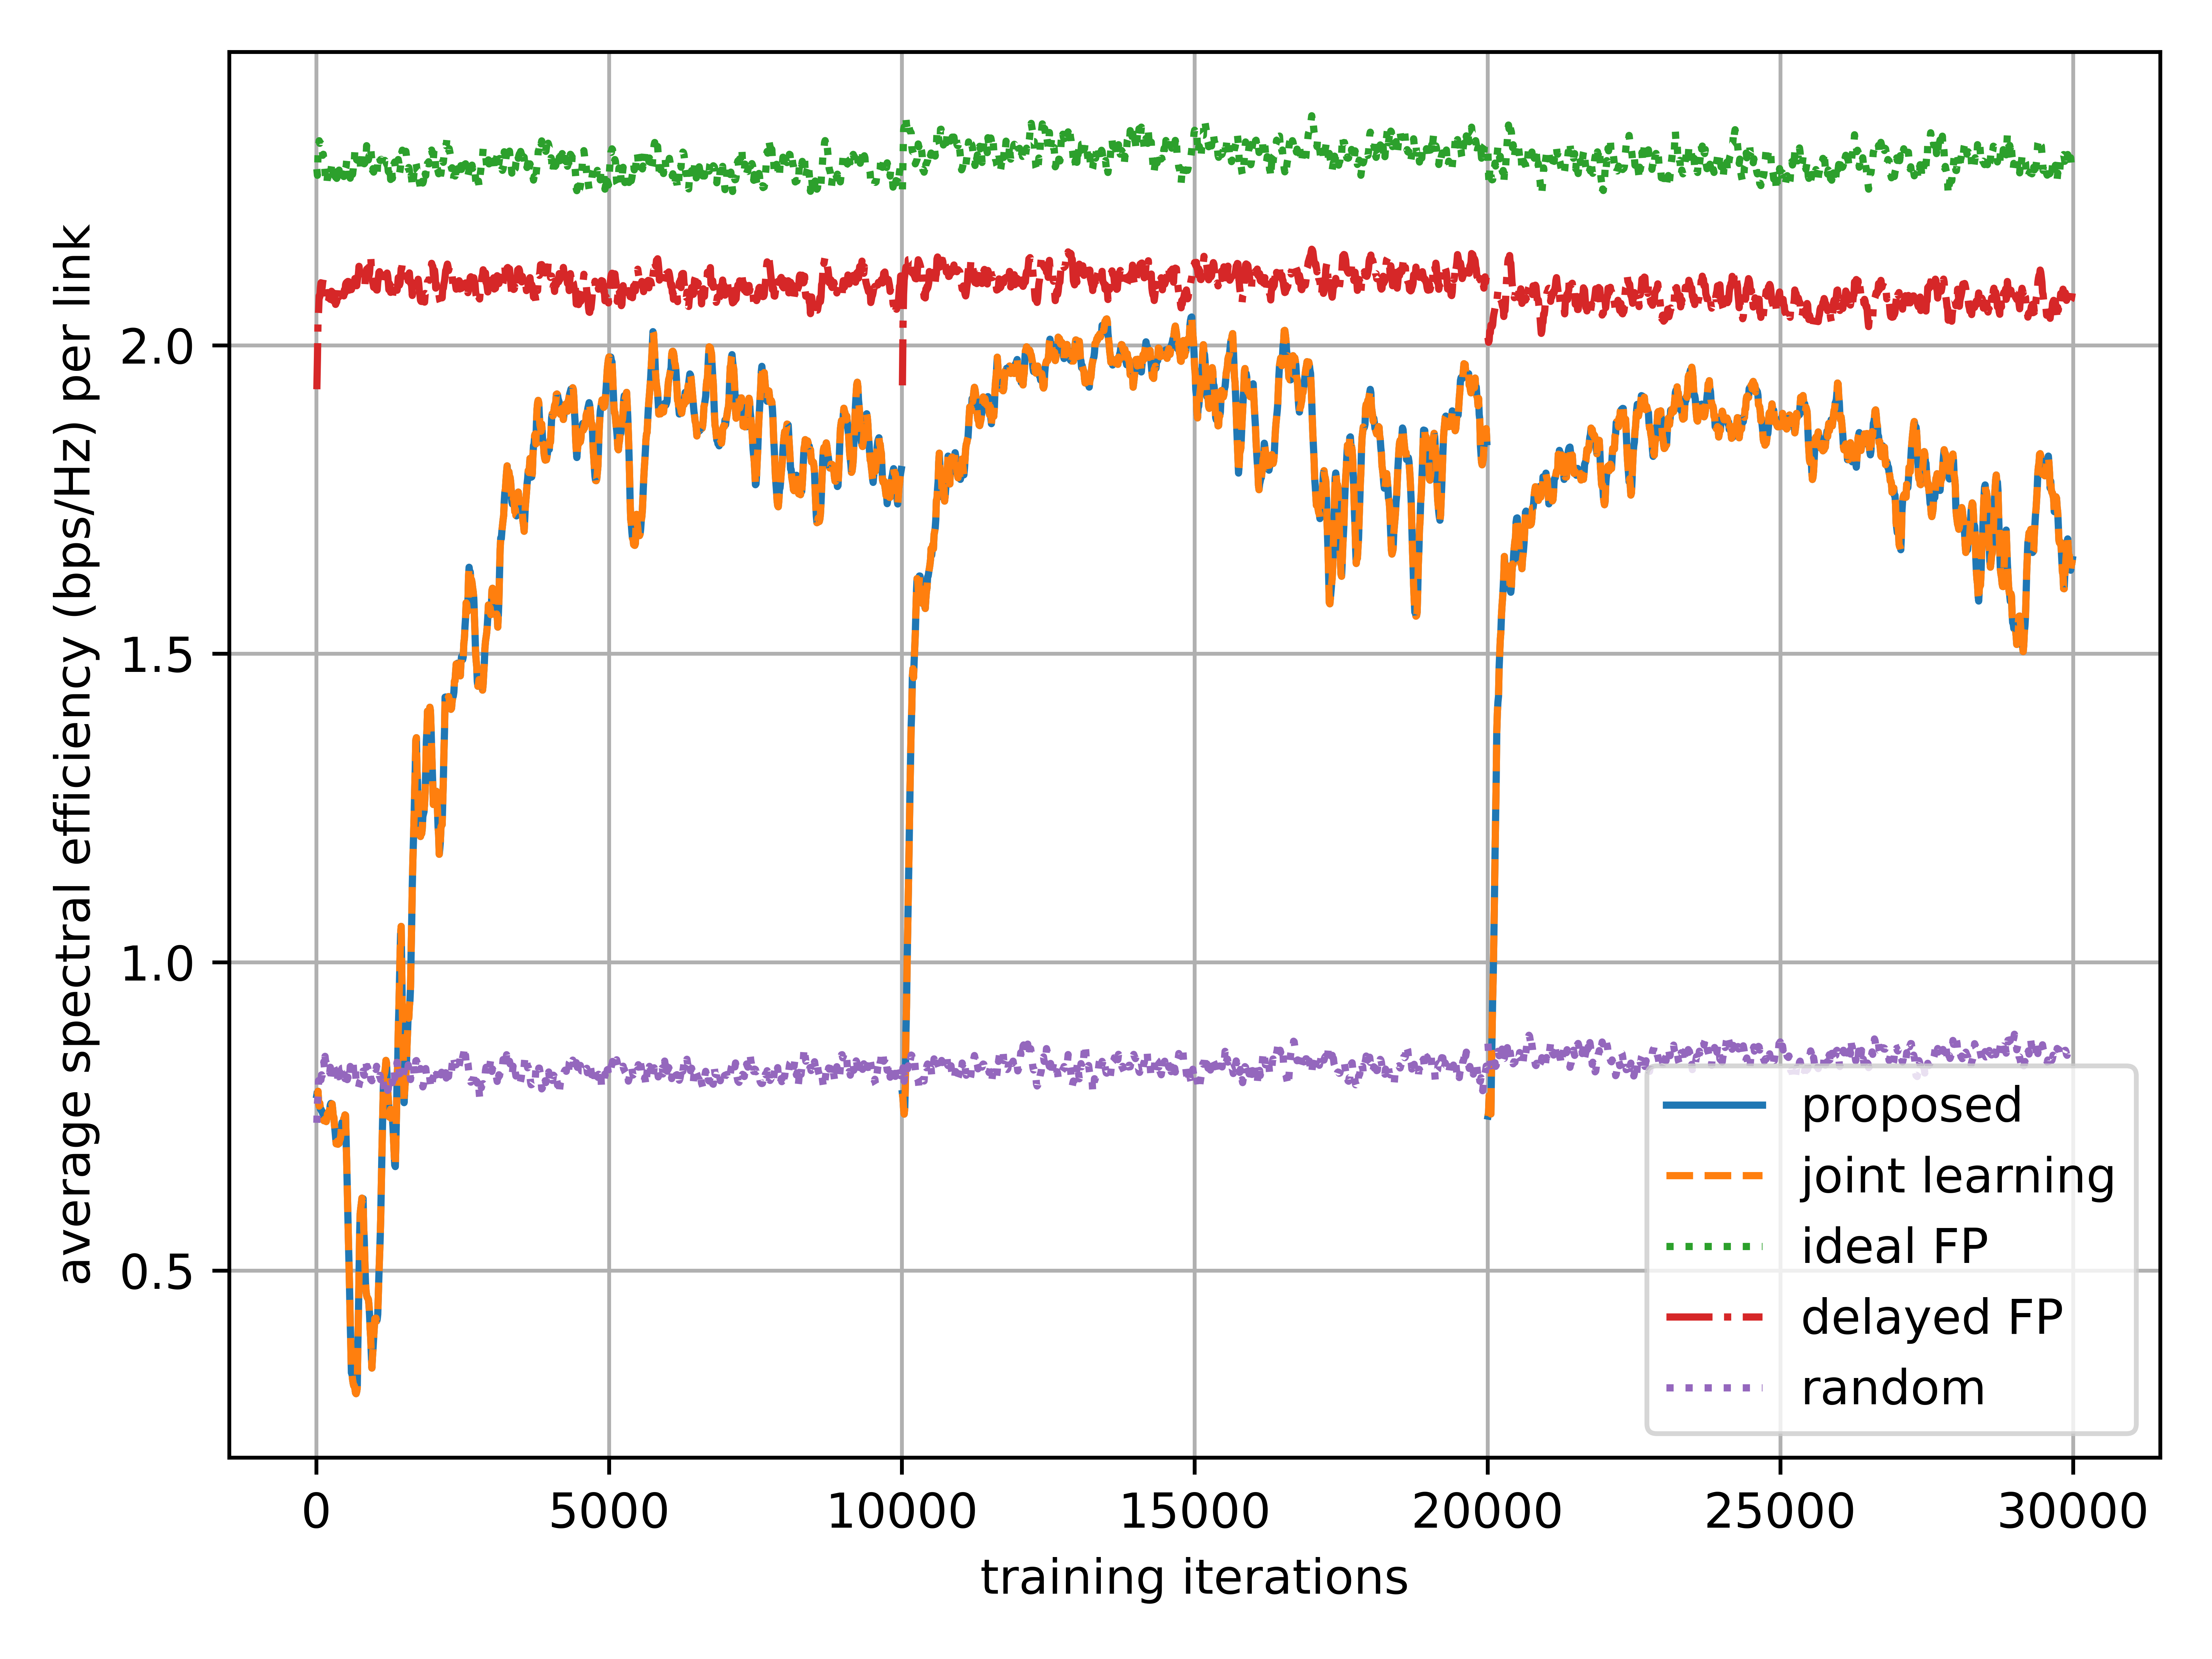 average spectral efficiency (bps/Hz) per link
2.0
1.5
1.0
0.5
proposed
joint learning
ideal FP
delayed FP
random
0 5000 10000 15000 20000 25000 30000
training iterations